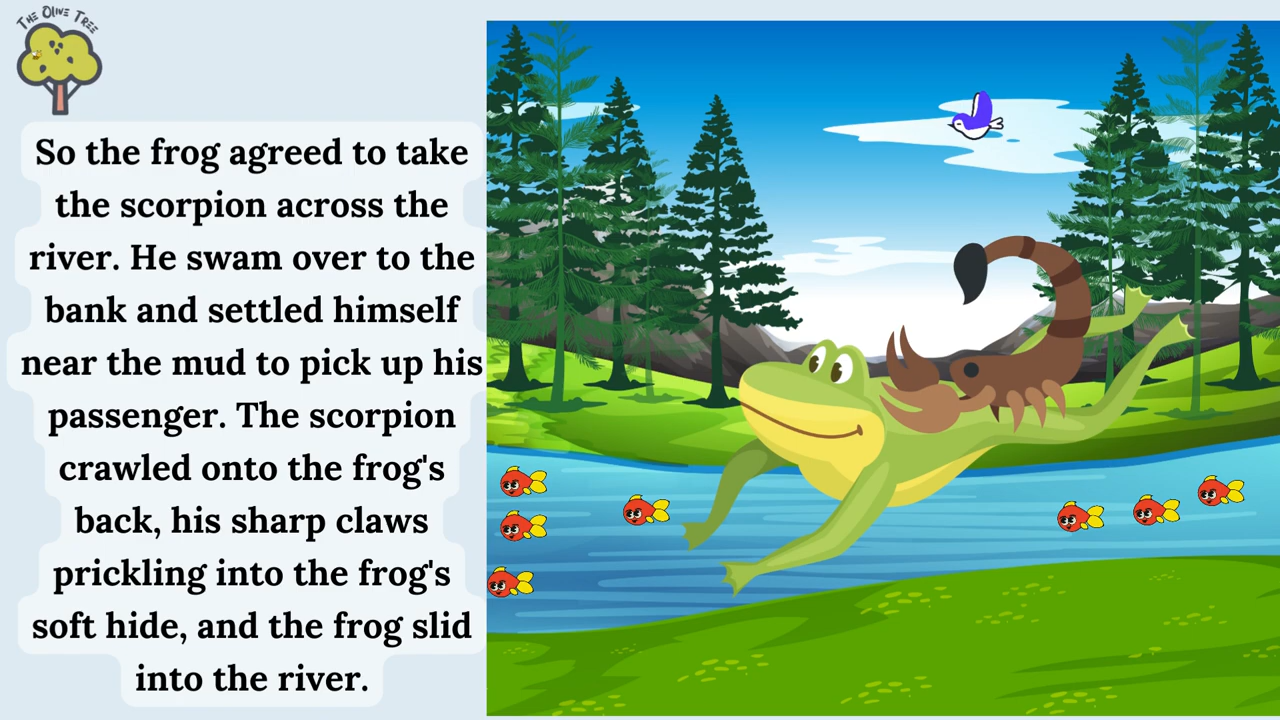 THE OLIVE TREE
So the frog agreed to take
the scorpion across the
river. He swam over to the
bank and settled himself
near the mud to pick up his
passenger. The scorpion
crawled onto the frog's
back, his sharp claws
prickling into the frog's
soft hide, and the frog slid
into the river.